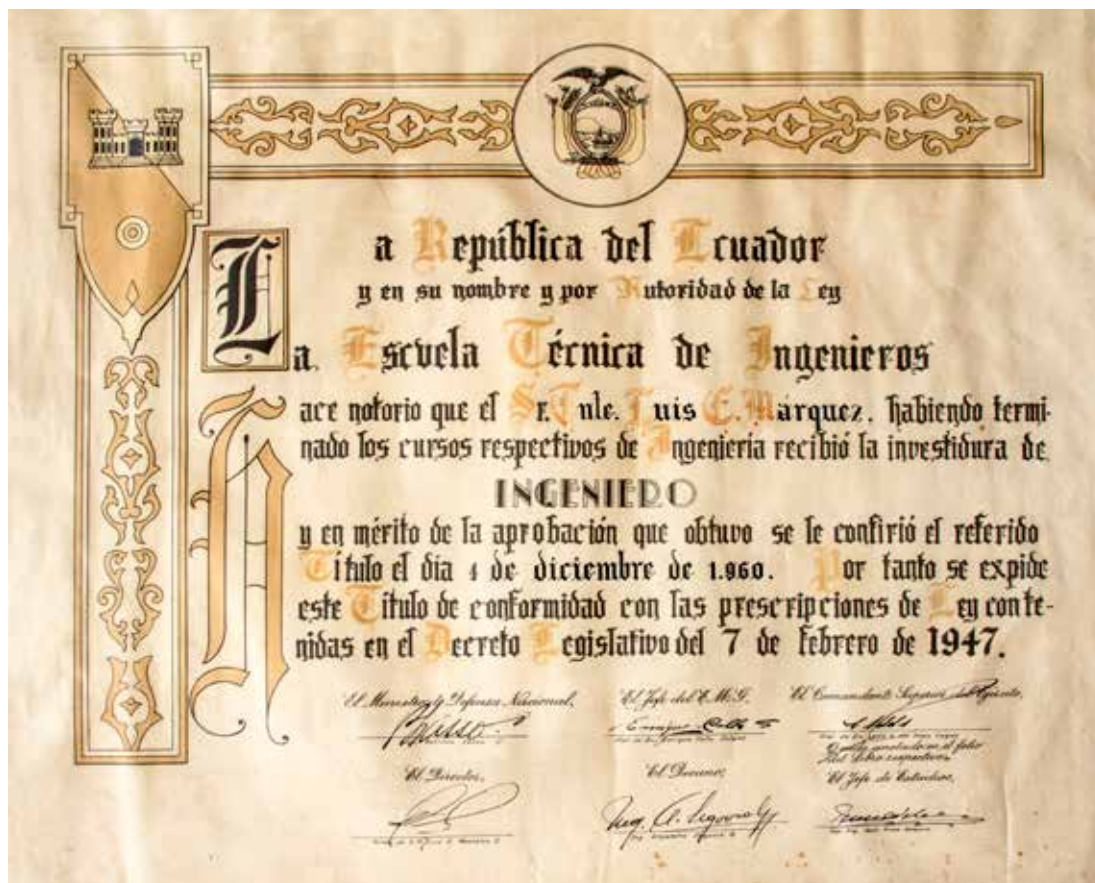 La República del Ecuador
y en su nombre y por Autoridad de la Ley
La Escuela Técnica de Ingenieros
Hace notorio que el Sr. Tnle. Luis E. Márquez. habiendo termi-
nado los cursos respectivos de Ingeniería recibió la investidura de
INGENIERO
y en mérito de la aprobación que obtuvo se le confirió el referido
Título el día 1 de diciembre de 1.960. Por tanto se expide
este Título de conformidad con las prescripciones de Ley conte-
nidas en el Decreto Legislativo del 7 de febrero de 1947.
El Ministro de Defensa Nacional, El Jefe del E.M.G. El Comandante Superior del Ejército,
El Director, El Decano, El Jefe de Estudios,
Ing. A.